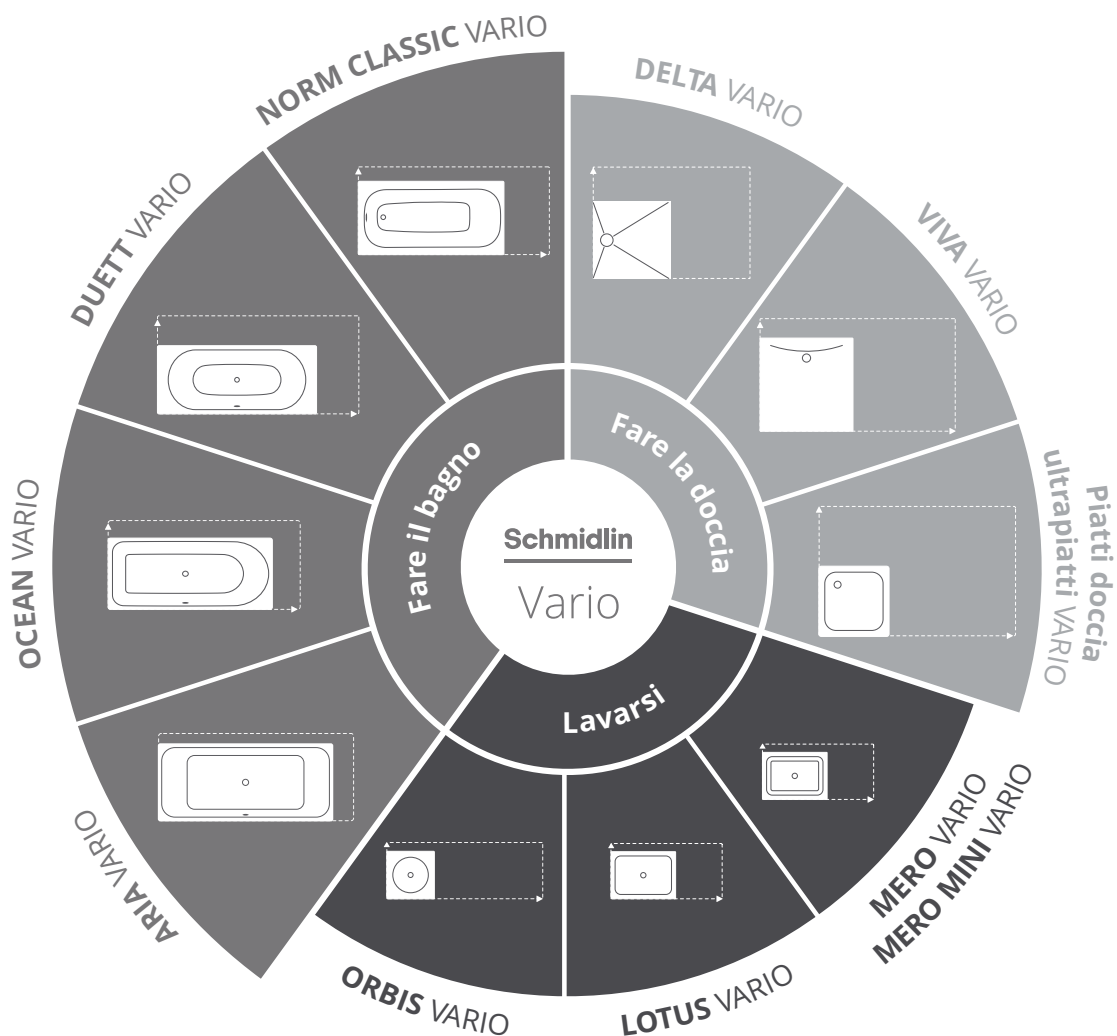 Schmidlin
Vario
Fare il bagno
NORM CLASSIC VARIO
DUETT VARIO
OCEAN VARIO
ARIA VARIO
Fare la doccia
DELTA VARIO
VIVA VARIO
Piatti doccia
ultrapiatti VARIO
Lavarsi
MERO VARIO
MERO MINI VARIO
LOTUS VARIO
ORBIS VARIO